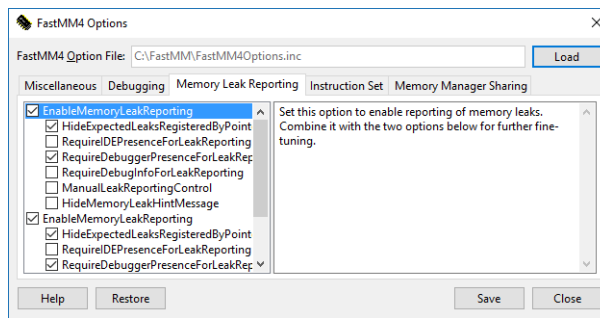 FastMM4 Options
FastMM4 Option File: C:\FastMM\FastMM4Options.inc Load
Miscellaneous Debugging Memory Leak Reporting Instruction Set Memory Manager Sharing
EnableMemoryLeakReporting
HideExpectedLeaksRegisteredByPoint
RequireIDEPresenceForLeakReporting
RequireDebuggerPresenceForLeakRep
RequireDebugInfoForLeakReporting
ManualLeakReportingControl
HideMemoryLeakHintMessage
EnableMemoryLeakReporting
HideExpectedLeaksRegisteredByPoint
RequireIDEPresenceForLeakReporting
RequireDebuggerPresenceForLeakRep
Set this option to enable reporting of memory leaks.
Combine it with the two options below for further fine-
tuning.
Help Restore Save Close